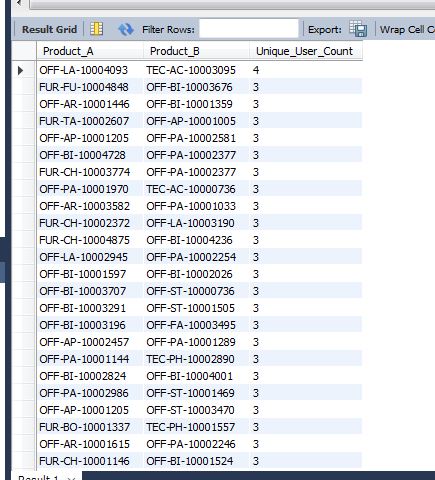 Result Grid Filter Rows: Export: Wrap Cell Co
Product_A Product_B Unique_User_Count
OFF-LA-10004093 TEC-AC-10003095 4
FUR-FU-10004848 OFF-BI-10003676 3
OFF-AR-10001446 OFF-BI-10001359 3
FUR-TA-10002607 OFF-AP-10001005 3
OFF-AP-10001205 OFF-PA-10002581 3
OFF-BI-10004728 OFF-PA-10002377 3
FUR-CH-10003774 OFF-PA-10002377 3
OFF-PA-10001970 TEC-AC-10000736 3
OFF-AR-10003582 OFF-PA-10001033 3
FUR-CH-10002372 OFF-LA-10003190 3
FUR-CH-10004875 OFF-BI-10004236 3
OFF-LA-10002945 OFF-PA-10002254 3
OFF-BI-10001597 OFF-BI-10002026 3
OFF-BI-10003707 OFF-ST-10000736 3
OFF-BI-10003291 OFF-ST-10001505 3
OFF-BI-10003196 OFF-FA-10003495 3
OFF-AP-10002457 OFF-PA-10001289 3
OFF-PA-10001144 TEC-PH-10002890 3
OFF-BI-10002824 OFF-BI-10004001 3
OFF-PA-10002986 OFF-ST-10001469 3
OFF-AP-10001205 OFF-ST-10003470 3
FUR-BO-10001337 TEC-PH-10001557 3
OFF-AR-10001615 OFF-PA-10002246 3
FUR-CH-10001146 OFF-BI-10001524 3
Result 1